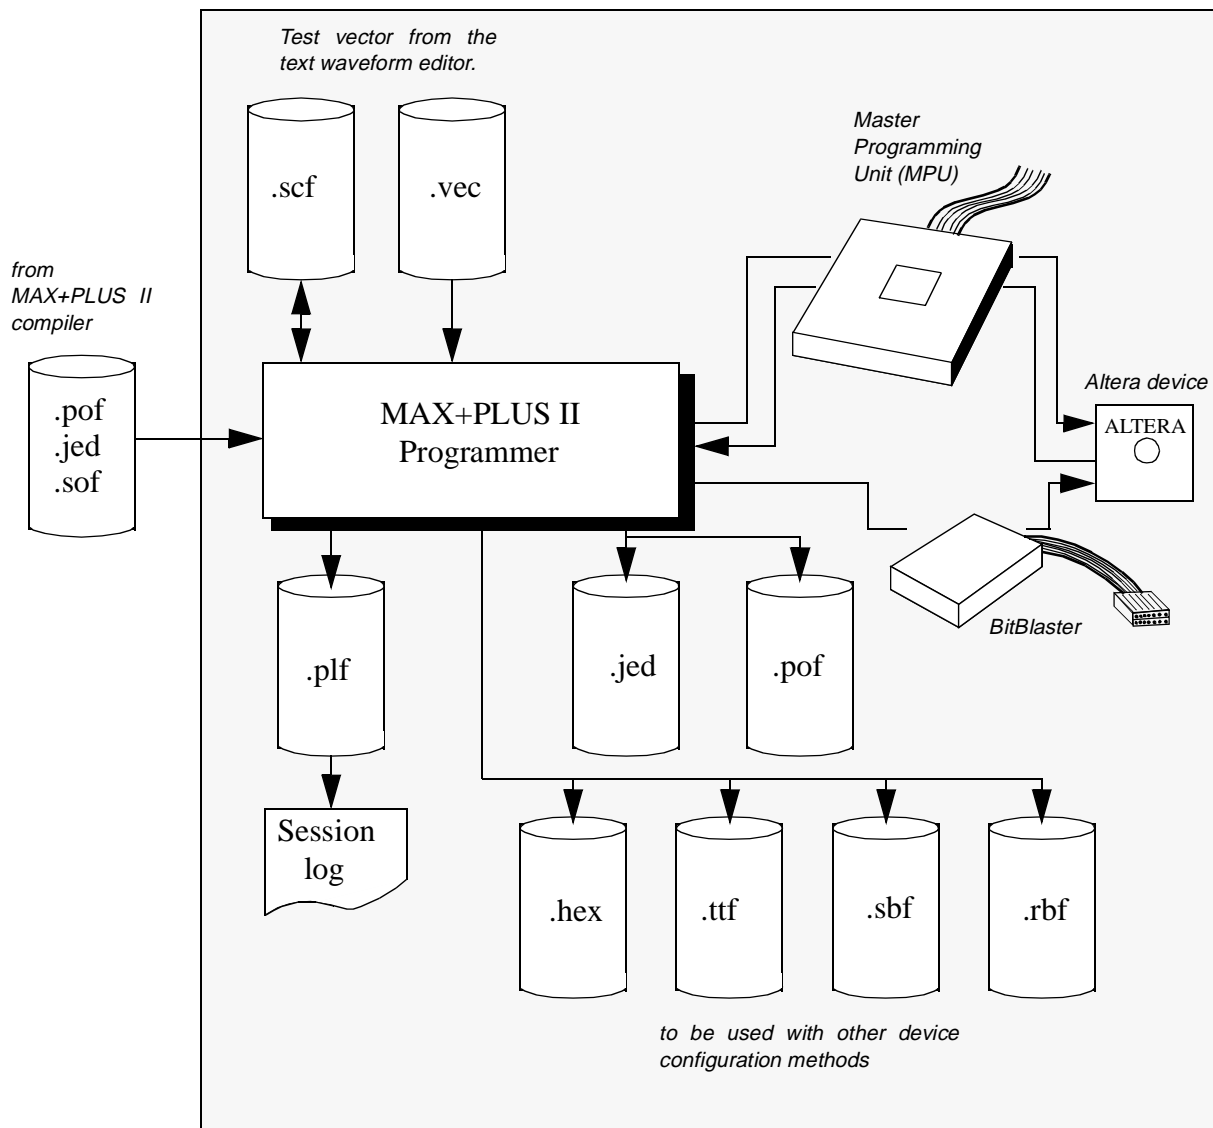 Test vector from the
text waveform editor.
.scf
.vec
Master
Programming
Unit (MPU)
from
MAX+PLUS II
compiler
.pof
.jed
.sof
MAX+PLUS II
Programmer
Altera device
ALTERA
BitBlaster
.plf
.jed
.pof
Session
log
.hex
.ttf
.sbf
.rbf
to be used with other device
configuration methods